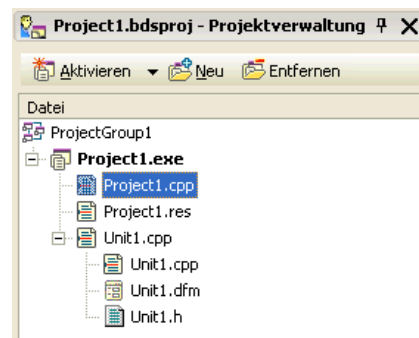 Project1.bdsproj - Projektverwaltung
Aktivieren Neu Entfernen
Datei
ProjectGroup1
Project1.exe
Project1.cpp
Project1.res
Unit1.cpp
Unit1.cpp
Unit1.dfm
Unit1.h